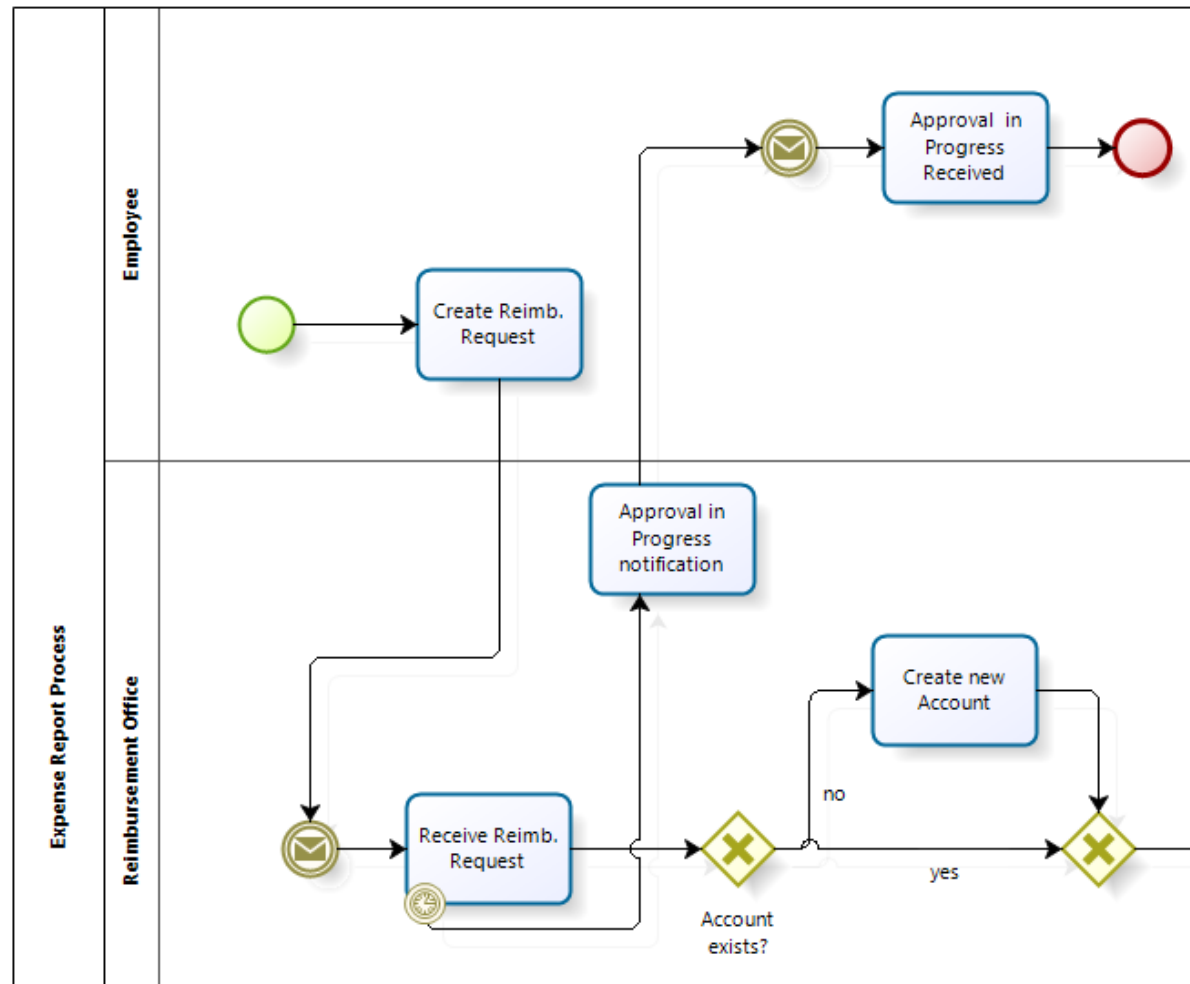 Expense Report Process
Employee
Approval in
Progress
Received
Create Reimb.
Request
Reimbursement Office
Approval in
Progress
notification
Create new
Account
no
Receive Reimb.
Request
yes
Account
exists?